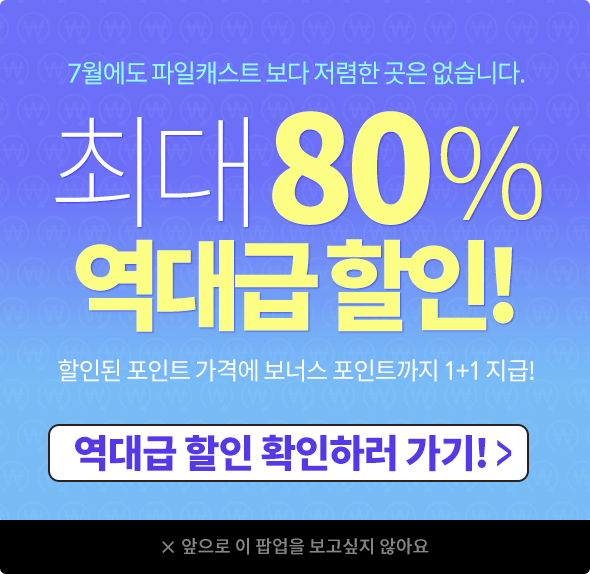 7월에도 파일캐스트 보다 저렴한 곳은 없습니다.
최대 80%
역대급 할인!
할인된 포인트 가격에 보너스 포인트까지 1+1 지급!
역대급 할인 확인하러 가기! >
× 앞으로 이 팝업을 보고싶지 않아요